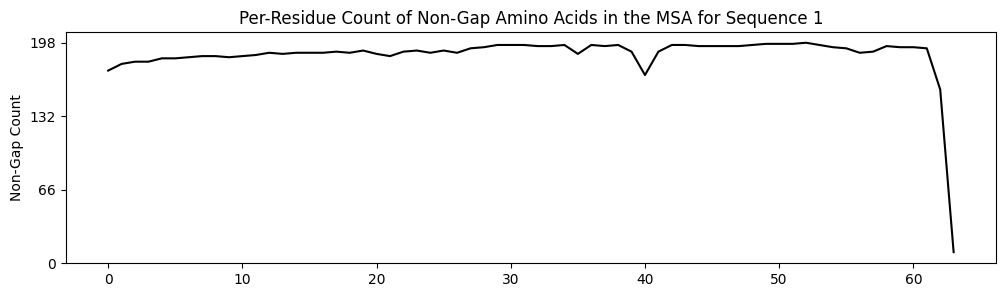 Per-Residue Count of Non-Gap Amino Acids in the MSA for Sequence 1
198
132
66
0
Non-Gap Count
0 10 20 30 40 50 60